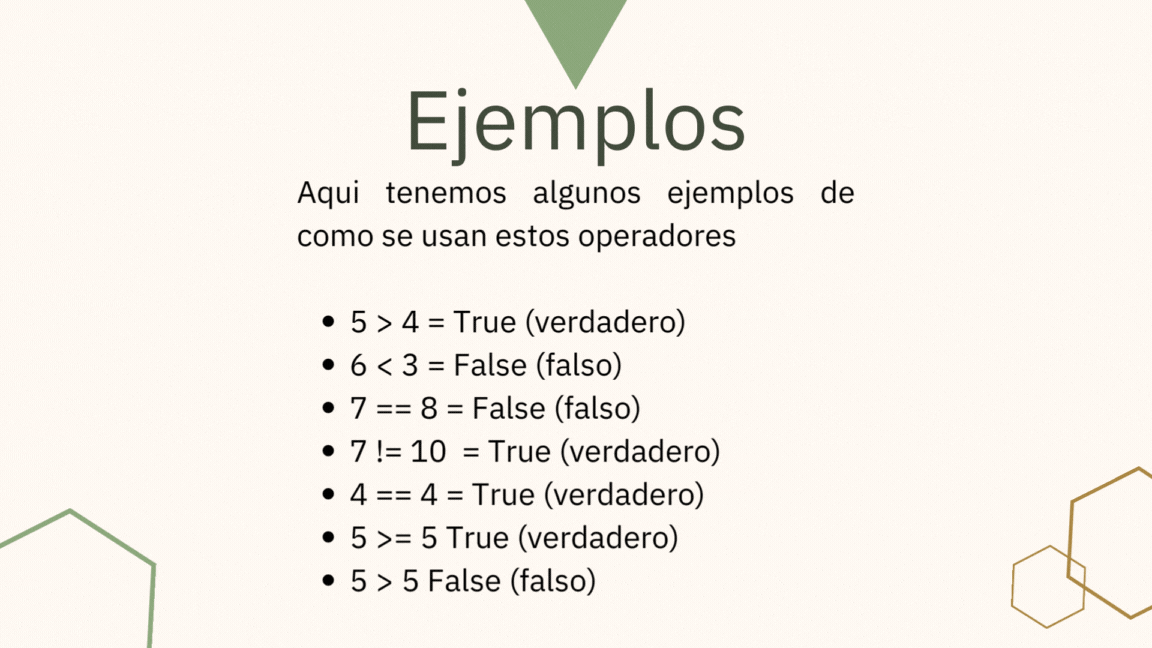 Ejemplos
Aqui tenemos algunos ejemplos de
como se usan estos operadores
• 5 > 4 = True (verdadero)
• 6 < 3 = False (falso)
• 7 == 8 = False (falso)
• 7 != 10  = True (verdadero)
• 4 == 4 = True (verdadero)
• 5 >= 5 True (verdadero)
• 5 > 5 False (falso)